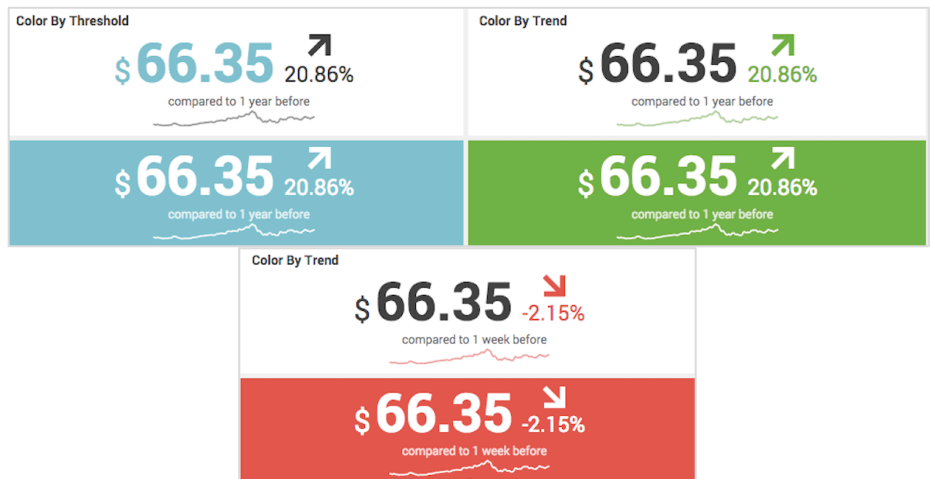 Color By Threshold
$ 66.35 20.86%
compared to 1 year before
$ 66.35 20.86%
compared to 1 year before
Color By Trend
$ 66.35 20.86%
compared to 1 year before
$ 66.35 20.86%
compared to 1 year before
Color By Trend
$ 66.35 -2.15%
compared to 1 week before
$ 66.35 -2.15%
compared to 1 week before